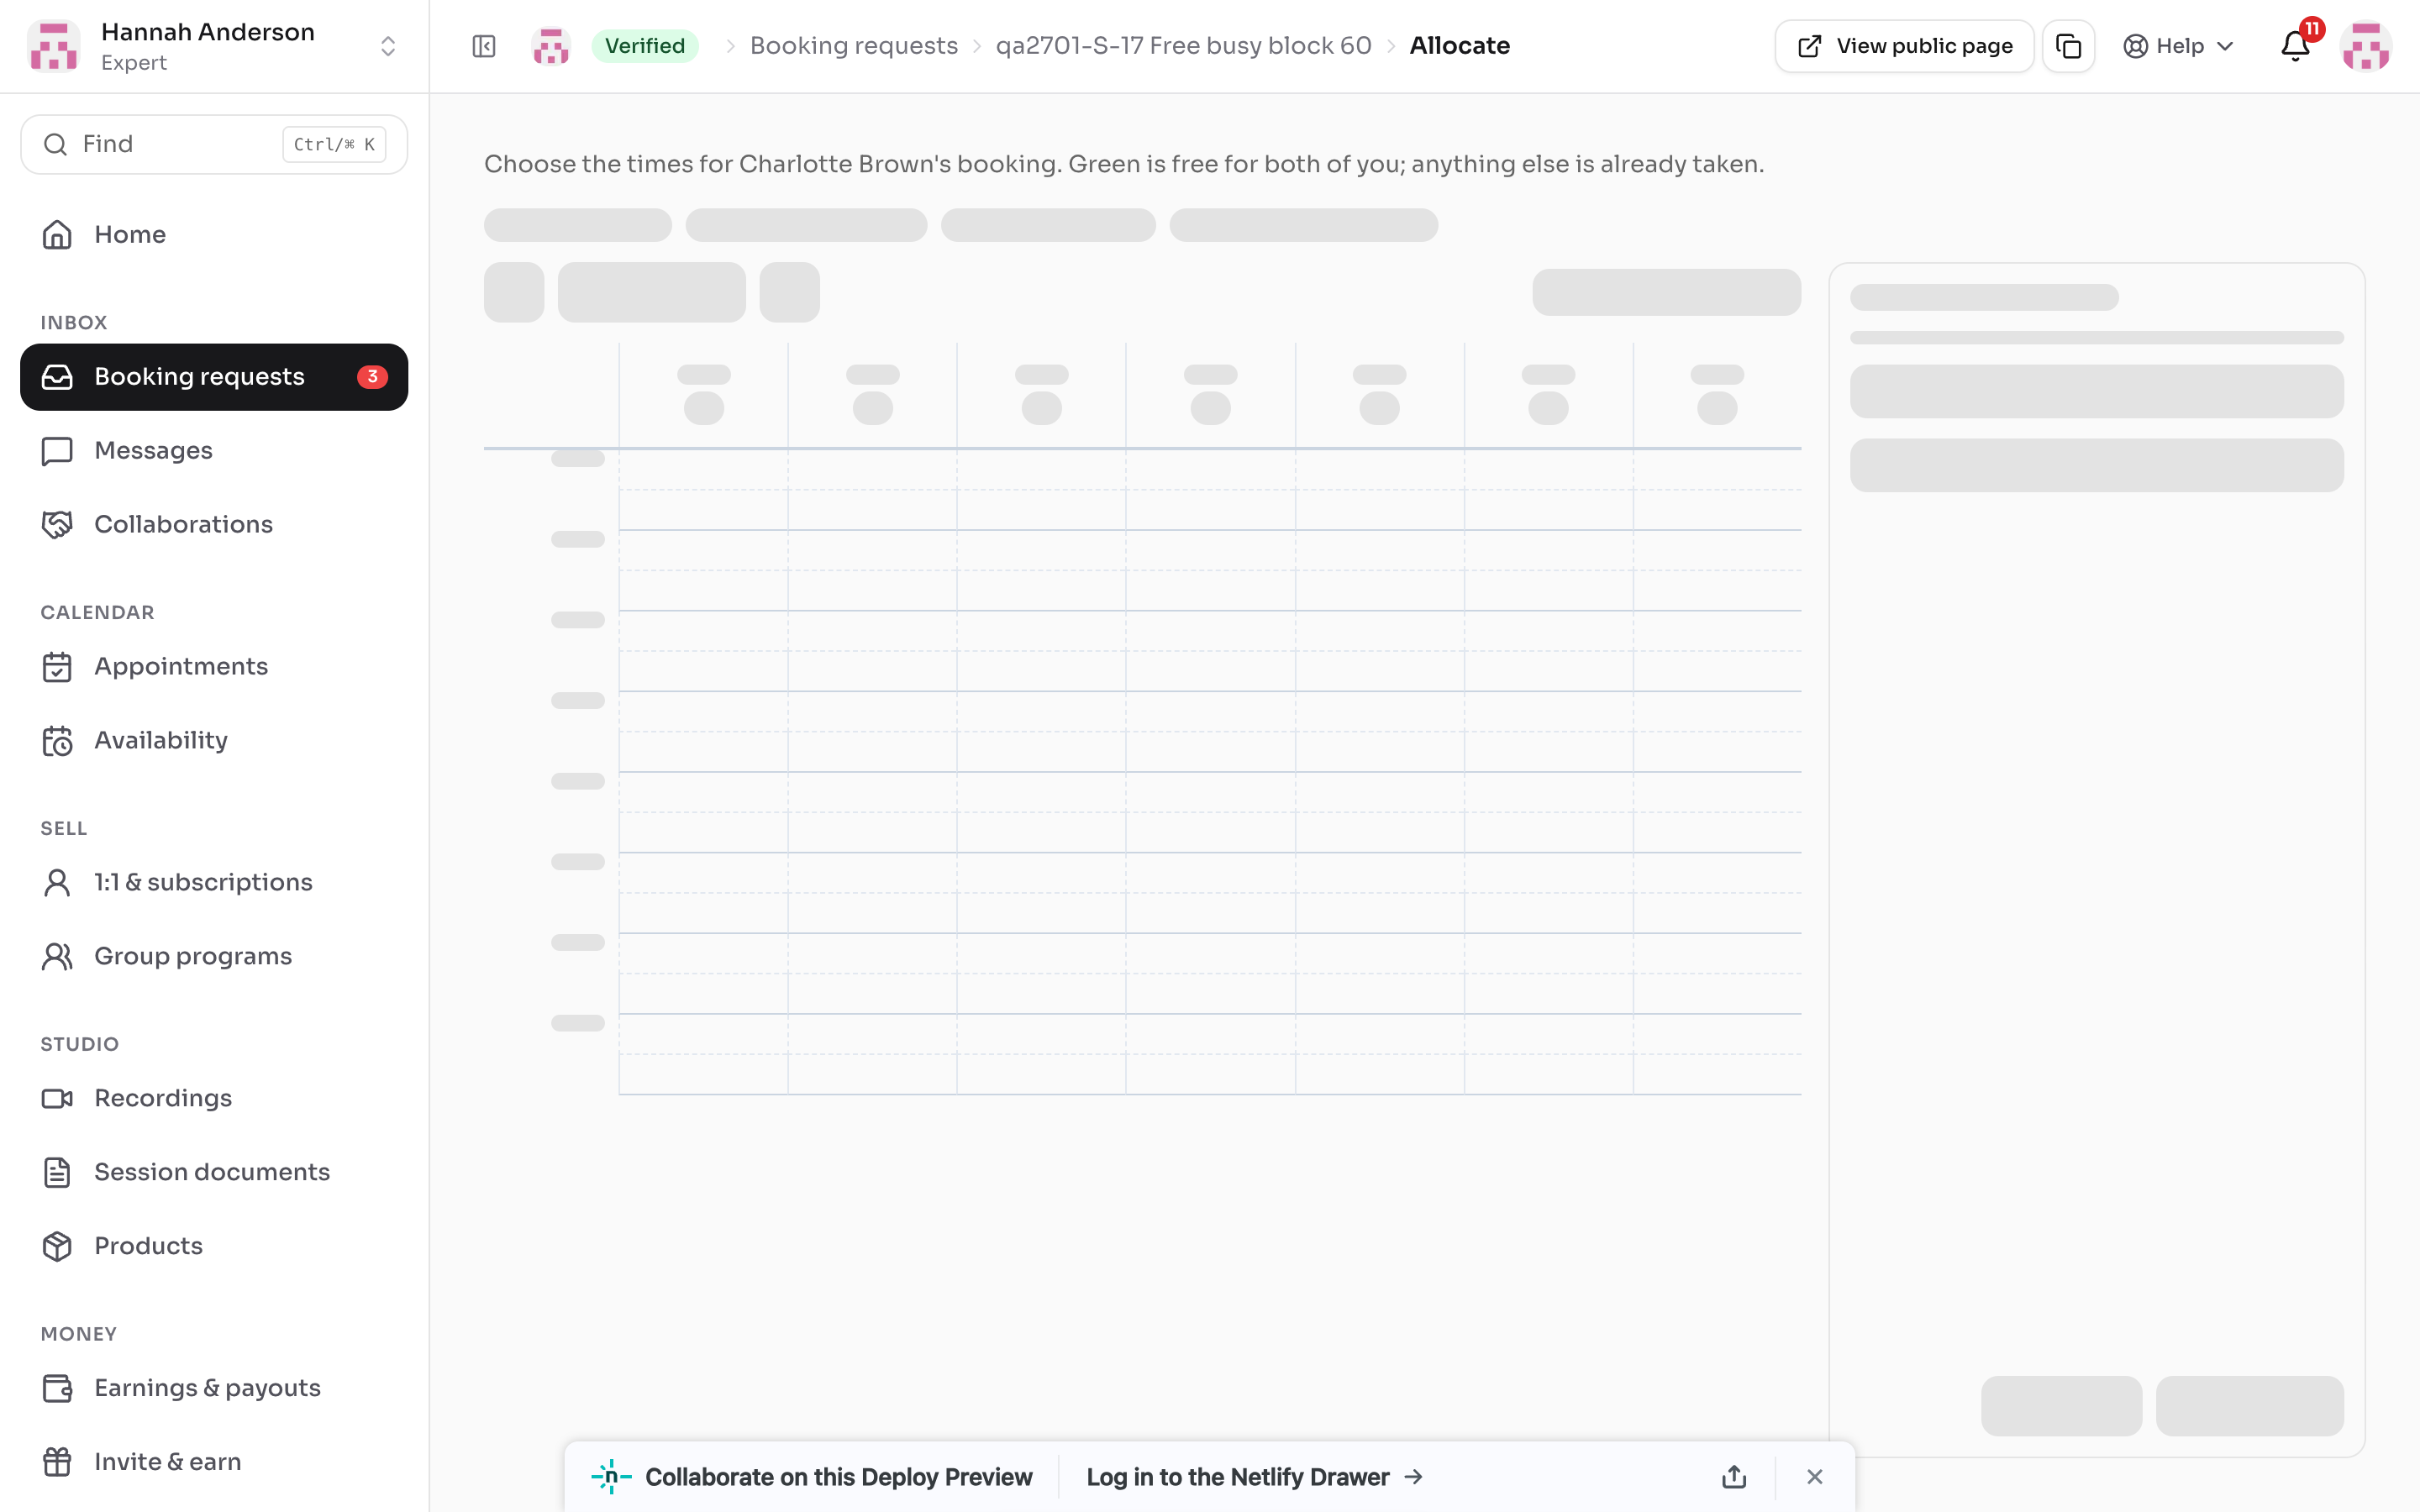 Hannah Anderson
Expert
Verified
Booking requests
qa2701-S-17 Free busy block 60
Allocate
View public page
Help
11
Find
Ctrl/⌘ K
Choose the times for Charlotte Brown's booking. Green is free for both of you; anything else is already taken.
Home
INBOX
Booking requests 3
Messages
Collaborations
CALENDAR
Appointments
Availability
SELL
1:1 & subscriptions
Group programs
STUDIO
Recordings
Session documents
Products
MONEY
Earnings & payouts
Invite & earn
n Collaborate on this Deploy Preview
Log in to the Netlify Drawer →